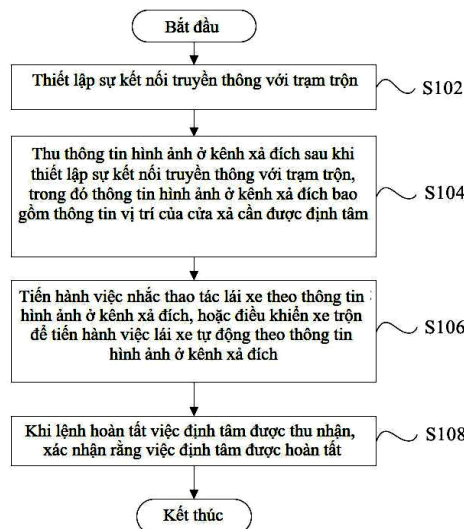 Bắt đầu
Thiết lập sự kết nối truyền thông với trạm trộn
S102
Thu thông tin hình ảnh ở kênh xả đích sau khi
thiết lập sự kết nối truyền thông với trạm trộn,
trong đó thông tin hình ảnh ở kênh xả đích bao
gồm thông tin vị trí của cửa xả cần được định tâm
S104
Tiến hành việc nhắc thao tác lái xe theo thông tin
hình ảnh ở kênh xả đích, hoặc điều khiển xe trộn
để tiến hành việc lái xe tự động theo thông tin
hình ảnh ở kênh xả đích
S106
Khi lệnh hoàn tất việc định tâm được thu nhận,
xác nhận rằng việc định tâm được hoàn tất
S108
Kết thúc